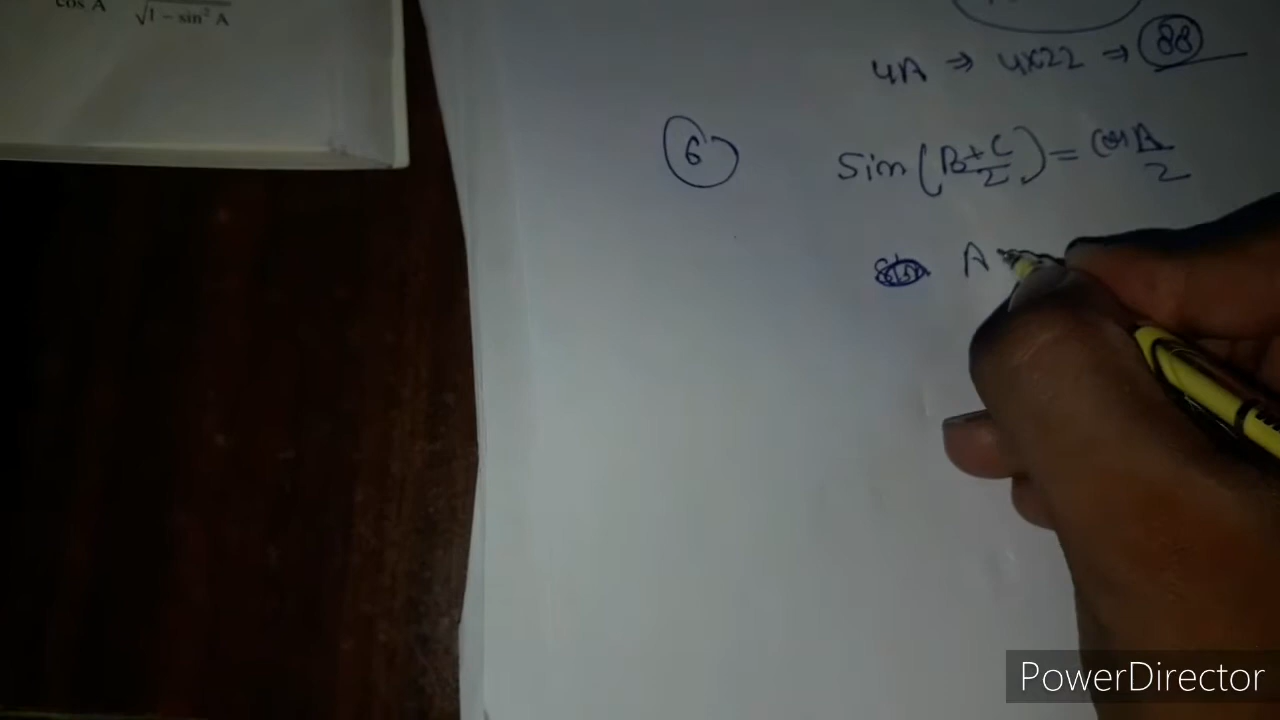 cos A √1 – sin² A
4A ⇒ 4×22 ⇒ 88
6 Sin(B+C/2) = cos A/2
A
PowerDirector